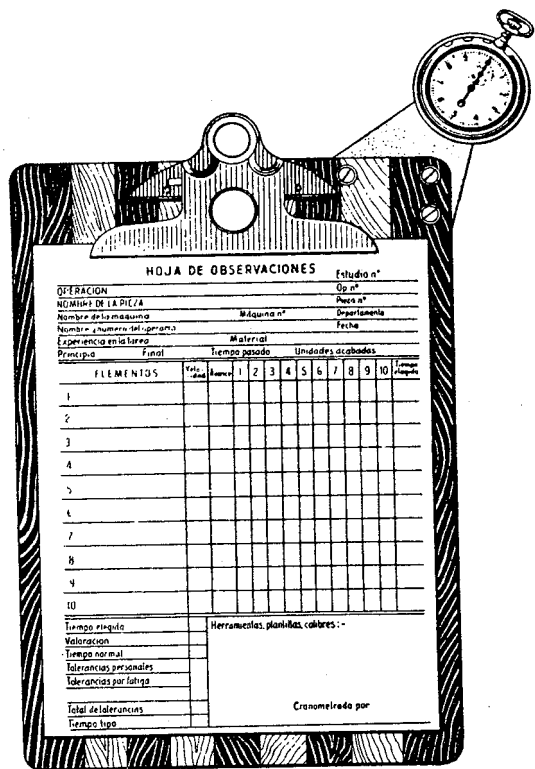 HOJA DE OBSERVACIONES
Estudio nº
OPERACION Op nº
NOMBRE DE LA PIEZA Pieza nº
Nombre de la maquina Máquina nº Departamento
Nombre y numero del operario Fecha
Experiencia en la tarea Material
Principio Final Tiempo pasado Unidades acabadas
ELEMENTOS Velo- cidad Avance 1 2 3 4 5 6 7 8 9 10 Tiempo elegido
1
2
3
4
5
6
7
8
9
10
Tiempo elegido Herramientas, plantillas, calibres : -
Valoracion
Tiempo normal
Tolerancias personales
Tolerancias por fatiga
Total de tolerancias Cronometrado por
Tiempo tipo